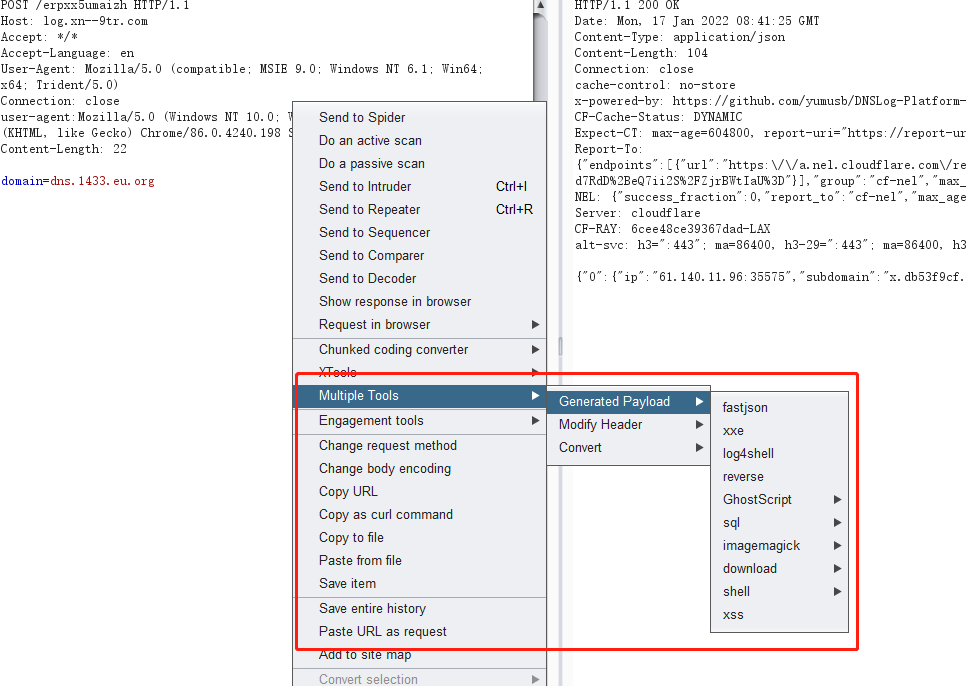 POST /erpxx5umaizh HTTP/1.1
Host: log.xn--9tr.com
Accept: */*
Accept-Language: en
User-Agent: Mozilla/5.0 (compatible; MSIE 9.0; Windows NT 6.1; Win64;
x64; Trident/5.0)
Connection: close
user-agent:Mozilla/5.0 (Windows NT 10.0; W
(KHTML, like Gecko) Chrome/86.0.4240.198 S
Content-Length: 22
domain=dns.1433.eu.org
HTTP/1.1 200 OK
Date: Mon, 17 Jan 2022 08:41:25 GMT
Content-Type: application/json
Content-Length: 104
Connection: close
cache-control: no-store
x-powered-by: https://github.com/yumusb/DNSLog-Platform-
CF-Cache-Status: DYNAMIC
Expect-CT: max-age=604800, report-uri="https://report-ur
Report-To:
{"endpoints":[{"url":"https:\/\/a.nel.cloudflare.com\/re
d7RdD%2BeQ7ii2S%2FZjrBWtIaU%3D"}],"group":"cf-nel","max_
NEL: {"success_fraction":0,"report_to":"cf-nel","max_age
Server: cloudflare
CF-RAY: 6cee48ce39367dad-LAX
alt-svc: h3=":443"; ma=86400, h3-29=":443"; ma=86400, h3
{"0":{"ip":"61.140.11.96:35575","subdomain":"x.db53f9cf.
Send to Spider
Do an active scan
Do a passive scan
Send to Intruder Ctrl+I
Send to Repeater Ctrl+R
Send to Sequencer
Send to Comparer
Send to Decoder
Show response in browser
Request in browser
Chunked coding converter
XTools
Multiple Tools
Engagement tools
Change request method
Change body encoding
Copy URL
Copy as curl command
Copy to file
Paste from file
Save item
Save entire history
Paste URL as request
Add to site map
Convert selection
Generated Payload
Modify Header
Convert
fastjson
xxe
log4shell
reverse
GhostScript
sql
imagemagick
download
shell
xss